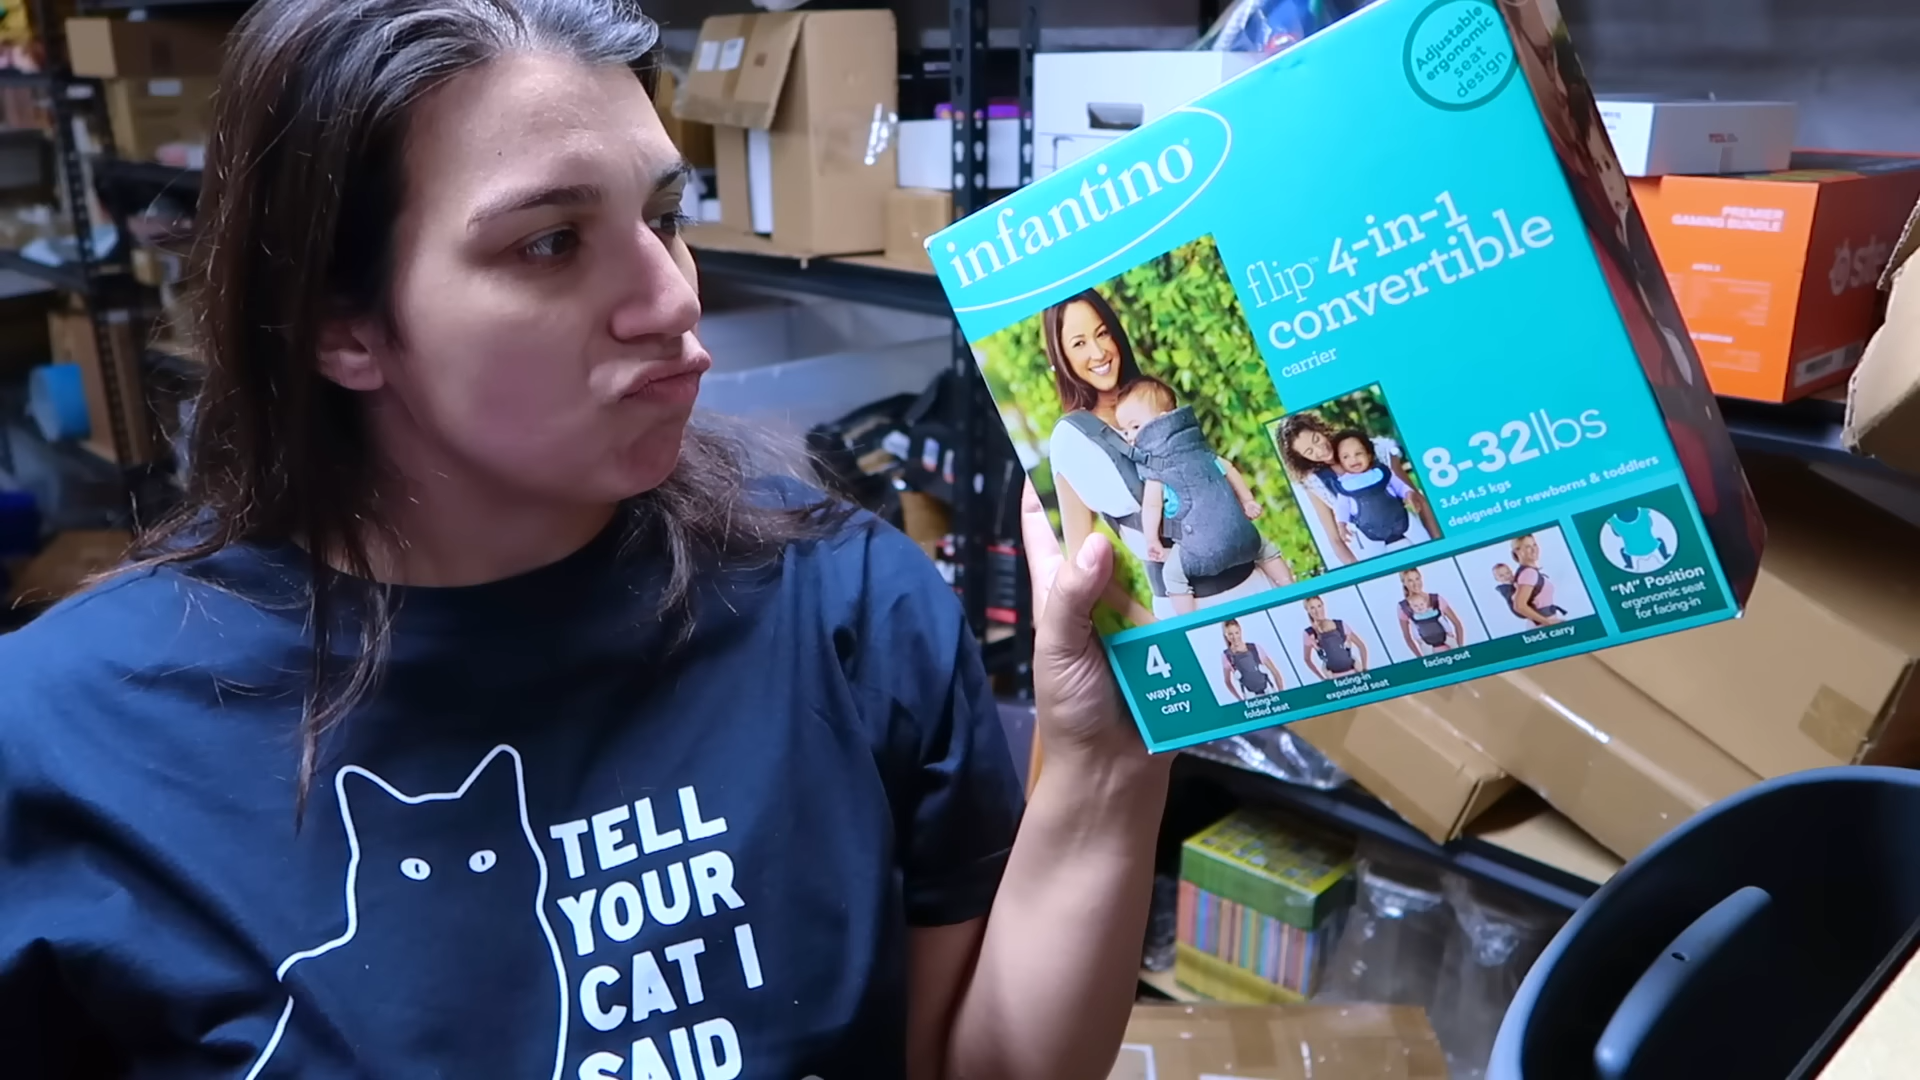 Adjustable
ergonomic
seat
design
infantino
flip™ 4-in-1
convertible
carrier
8-32lbs
3.6-14.5 kgs
designed for newborns & toddlers
4
ways to
carry
facing-in
folded seat
facing-in
expanded seat
facing-out
back carry
"M" Position
ergonomic seat
for facing-in
PREMIER
GAMING BUNDLE
TELL
YOUR
CAT I
SAID